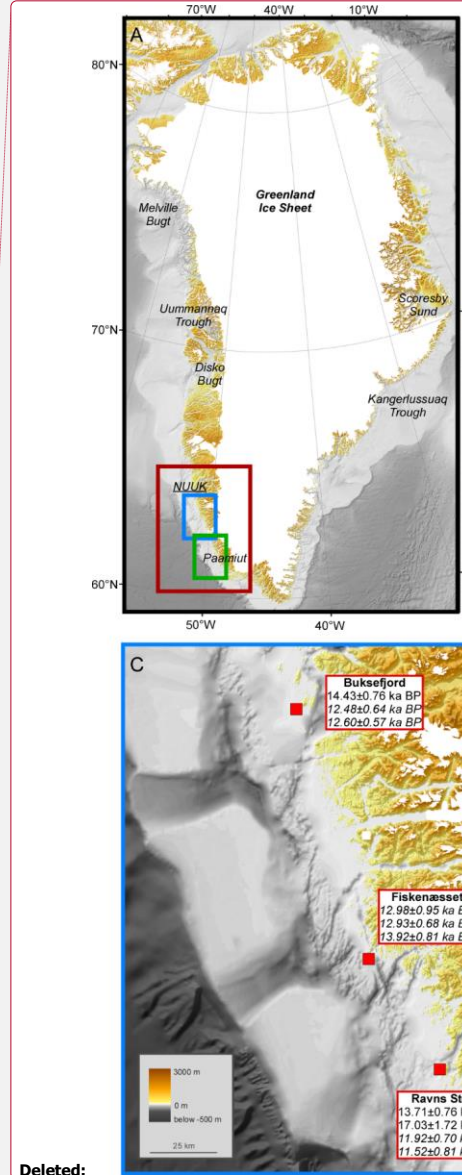 70°W
40°W
10°W
A
80°N
Greenland
Ice Sheet
Melville
Bugt
Scoresby
Sund
Uummannaq
Trough
70°N
Disko
Bugt
Kangerlussuaq
Trough
NUUK
Paamiut
60°N
50°W
40°W
C
Buksefjord
14.43±0.76 ka BP
12.48±0.64 ka BP
12.60±0.57 ka BP
Fiskenæsset
12.98±0.95 ka B
12.93±0.68 ka B
13.92±0.81 ka B
3000 m
0 m
below -500 m
25 km
Ravns St
13.71±0.76
17.03±1.72
11.92±0.70 k
11.52±0.81 k
Deleted: